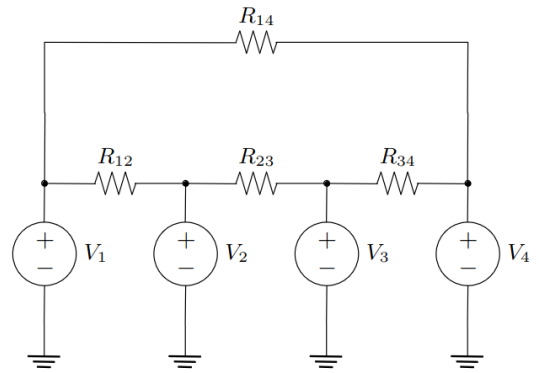 R₁₄
R₁₂ R₂₃ R₃₄
+ + + +
V₁ V₂ V₃ V₄
− − − −